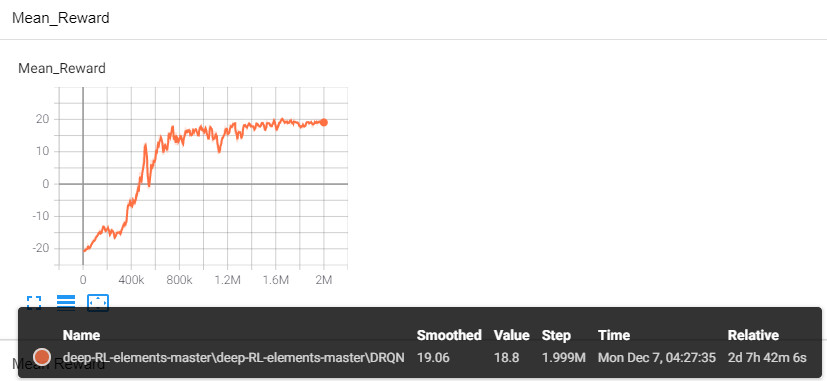 Mean_Reward
Mean_Reward
20
10
0
-10
-20
0 400k 800k 1.2M 1.6M 2M
Name Smoothed Value Step Time Relative
deep-RL-elements-master\deep-RL-elements-master\DRQN 19.06 18.8 1.999M Mon Dec 7, 04:27:35 2d 7h 42m 6s